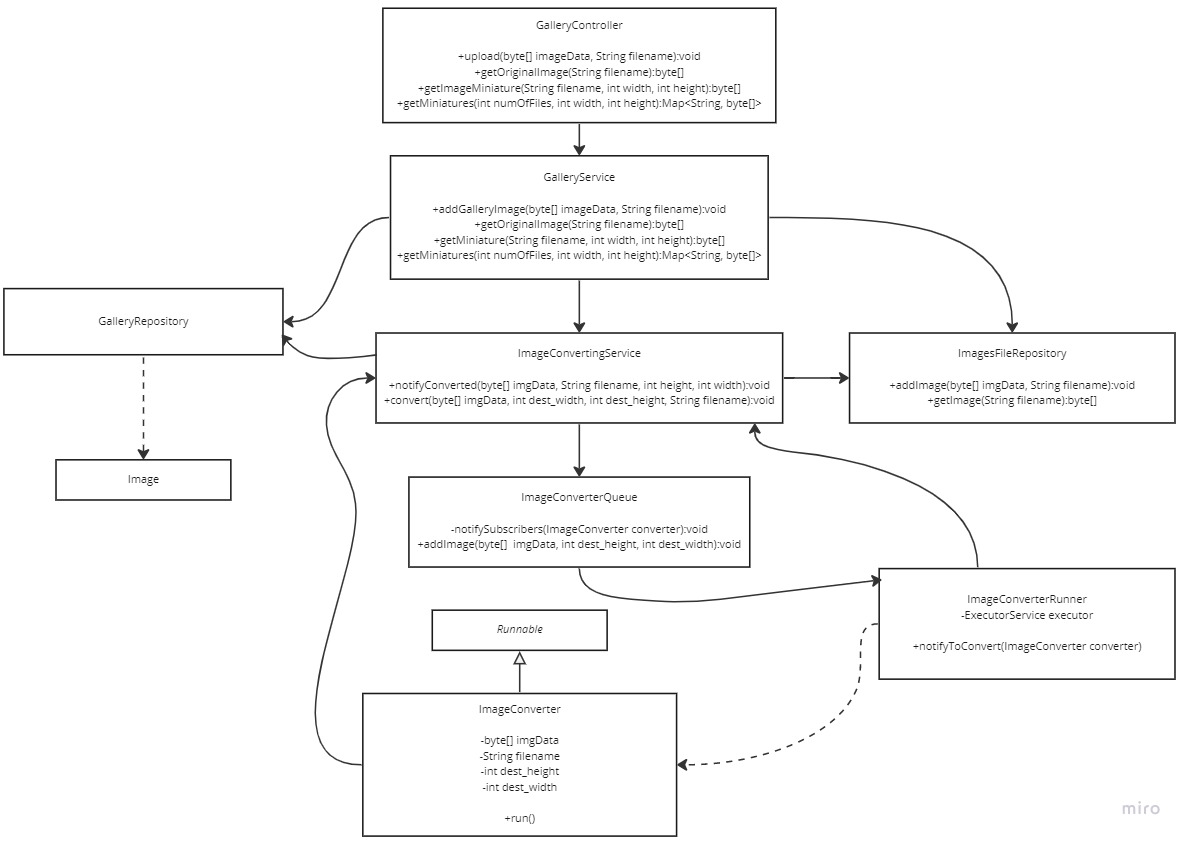 GalleryController
+upload(byte[] imageData, String filename):void
+getOriginalImage(String filename):byte[]
+getImageMiniature(String filename, int width, int height):byte[]
+getMiniatures(int numOfFiles, int width, int height):Map<String, byte[]>
GalleryService
+addGalleryImage(byte[] imageData, String filename):void
+getOriginalImage(String filename):byte[]
+getMiniature(String filename, int width, int height):byte[]
+getMiniatures(int numOfFiles, int width, int height):Map<String, byte[]>
GalleryRepository
ImageConvertingService
+notifyConverted(byte[] imgData, String filename, int height, int width):void
+convert(byte[] imgData, int dest_width, int dest_height, String filename):void
ImagesFileRepository
+addImage(byte[] imgData, String filename):void
+getImage(String filename):byte[]
Image
ImageConverterQueue
-notifySubscribers(ImageConverter converter):void
+addImage(byte[]  imgData, int dest_height, int dest_width):void
ImageConverterRunner
-ExecutorService executor
+notifyToConvert(ImageConverter converter)
Runnable
ImageConverter
-byte[] imgData
-String filename
-int dest_height
-int dest_width
+run()
miro